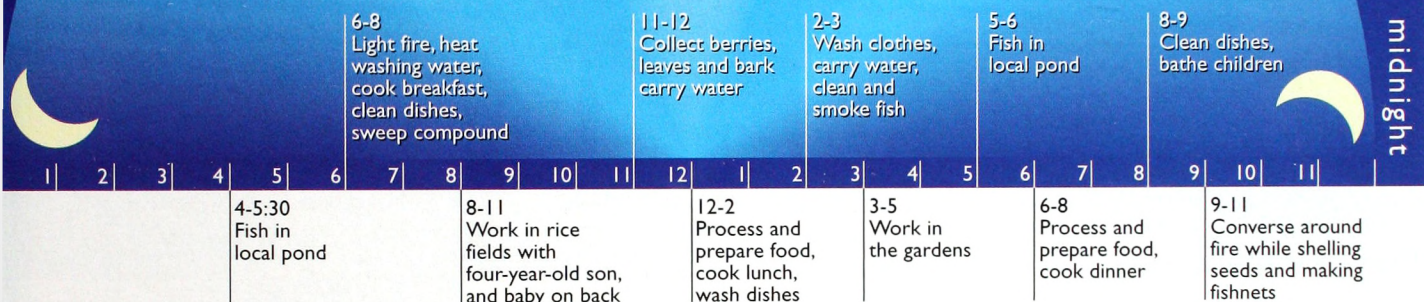 6-8
Light fire, heat
washing water,
cook breakfast,
clean dishes,
sweep compound
11-12
Collect berries,
leaves and bark
carry water
2-3
Wash clothes,
carry water,
clean and
smoke fish
5-6
Fish in
local pond
8-9
Clean dishes,
bathe children
midnight
1 2 3 4 5 6 7 8 9 10 11 12 1 2 3 4 5 6 7 8 9 10 11
4-5:30
Fish in
local pond
8-11
Work in rice
fields with
four-year-old son,
and baby on back
12-2
Process and
prepare food,
cook lunch,
wash dishes
3-5
Work in
the gardens
6-8
Process and
prepare food,
cook dinner
9-11
Converse around
fire while shelling
seeds and making
fishnets